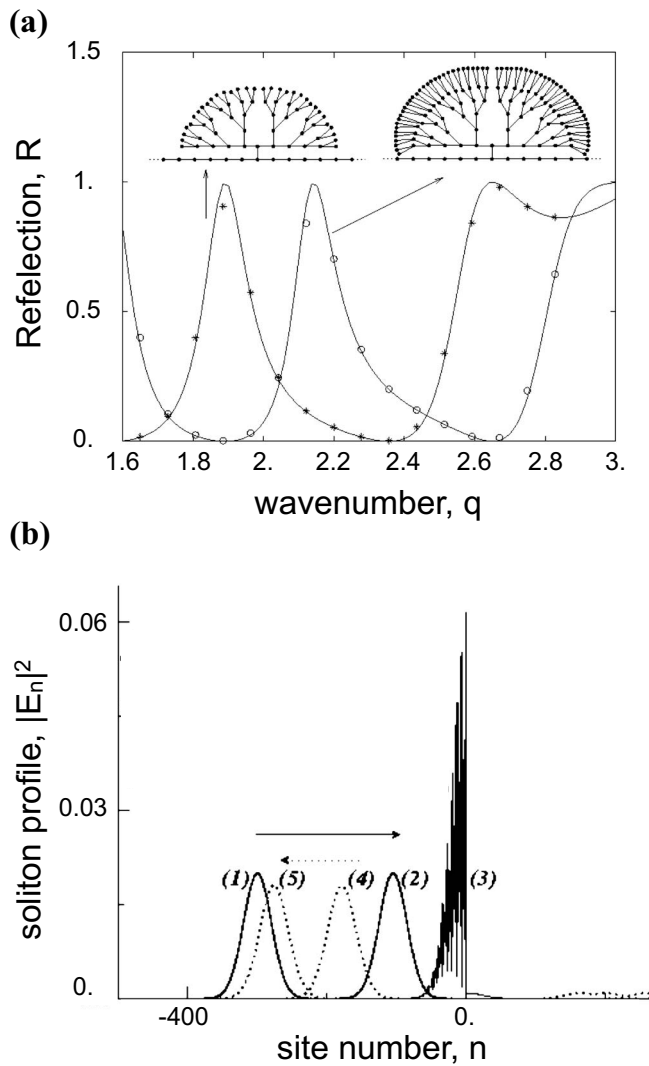 (a)
1.5
1.
0.5
0.
Refelection, R
1.6 1.8 2. 2.2 2.4 2.6 2.8 3.
wavenumber, q
(b)
0.06
0.03
0.
soliton profile, |E_n|^2
(1) (5) (4) (2) (3)
-400 0.
site number, n